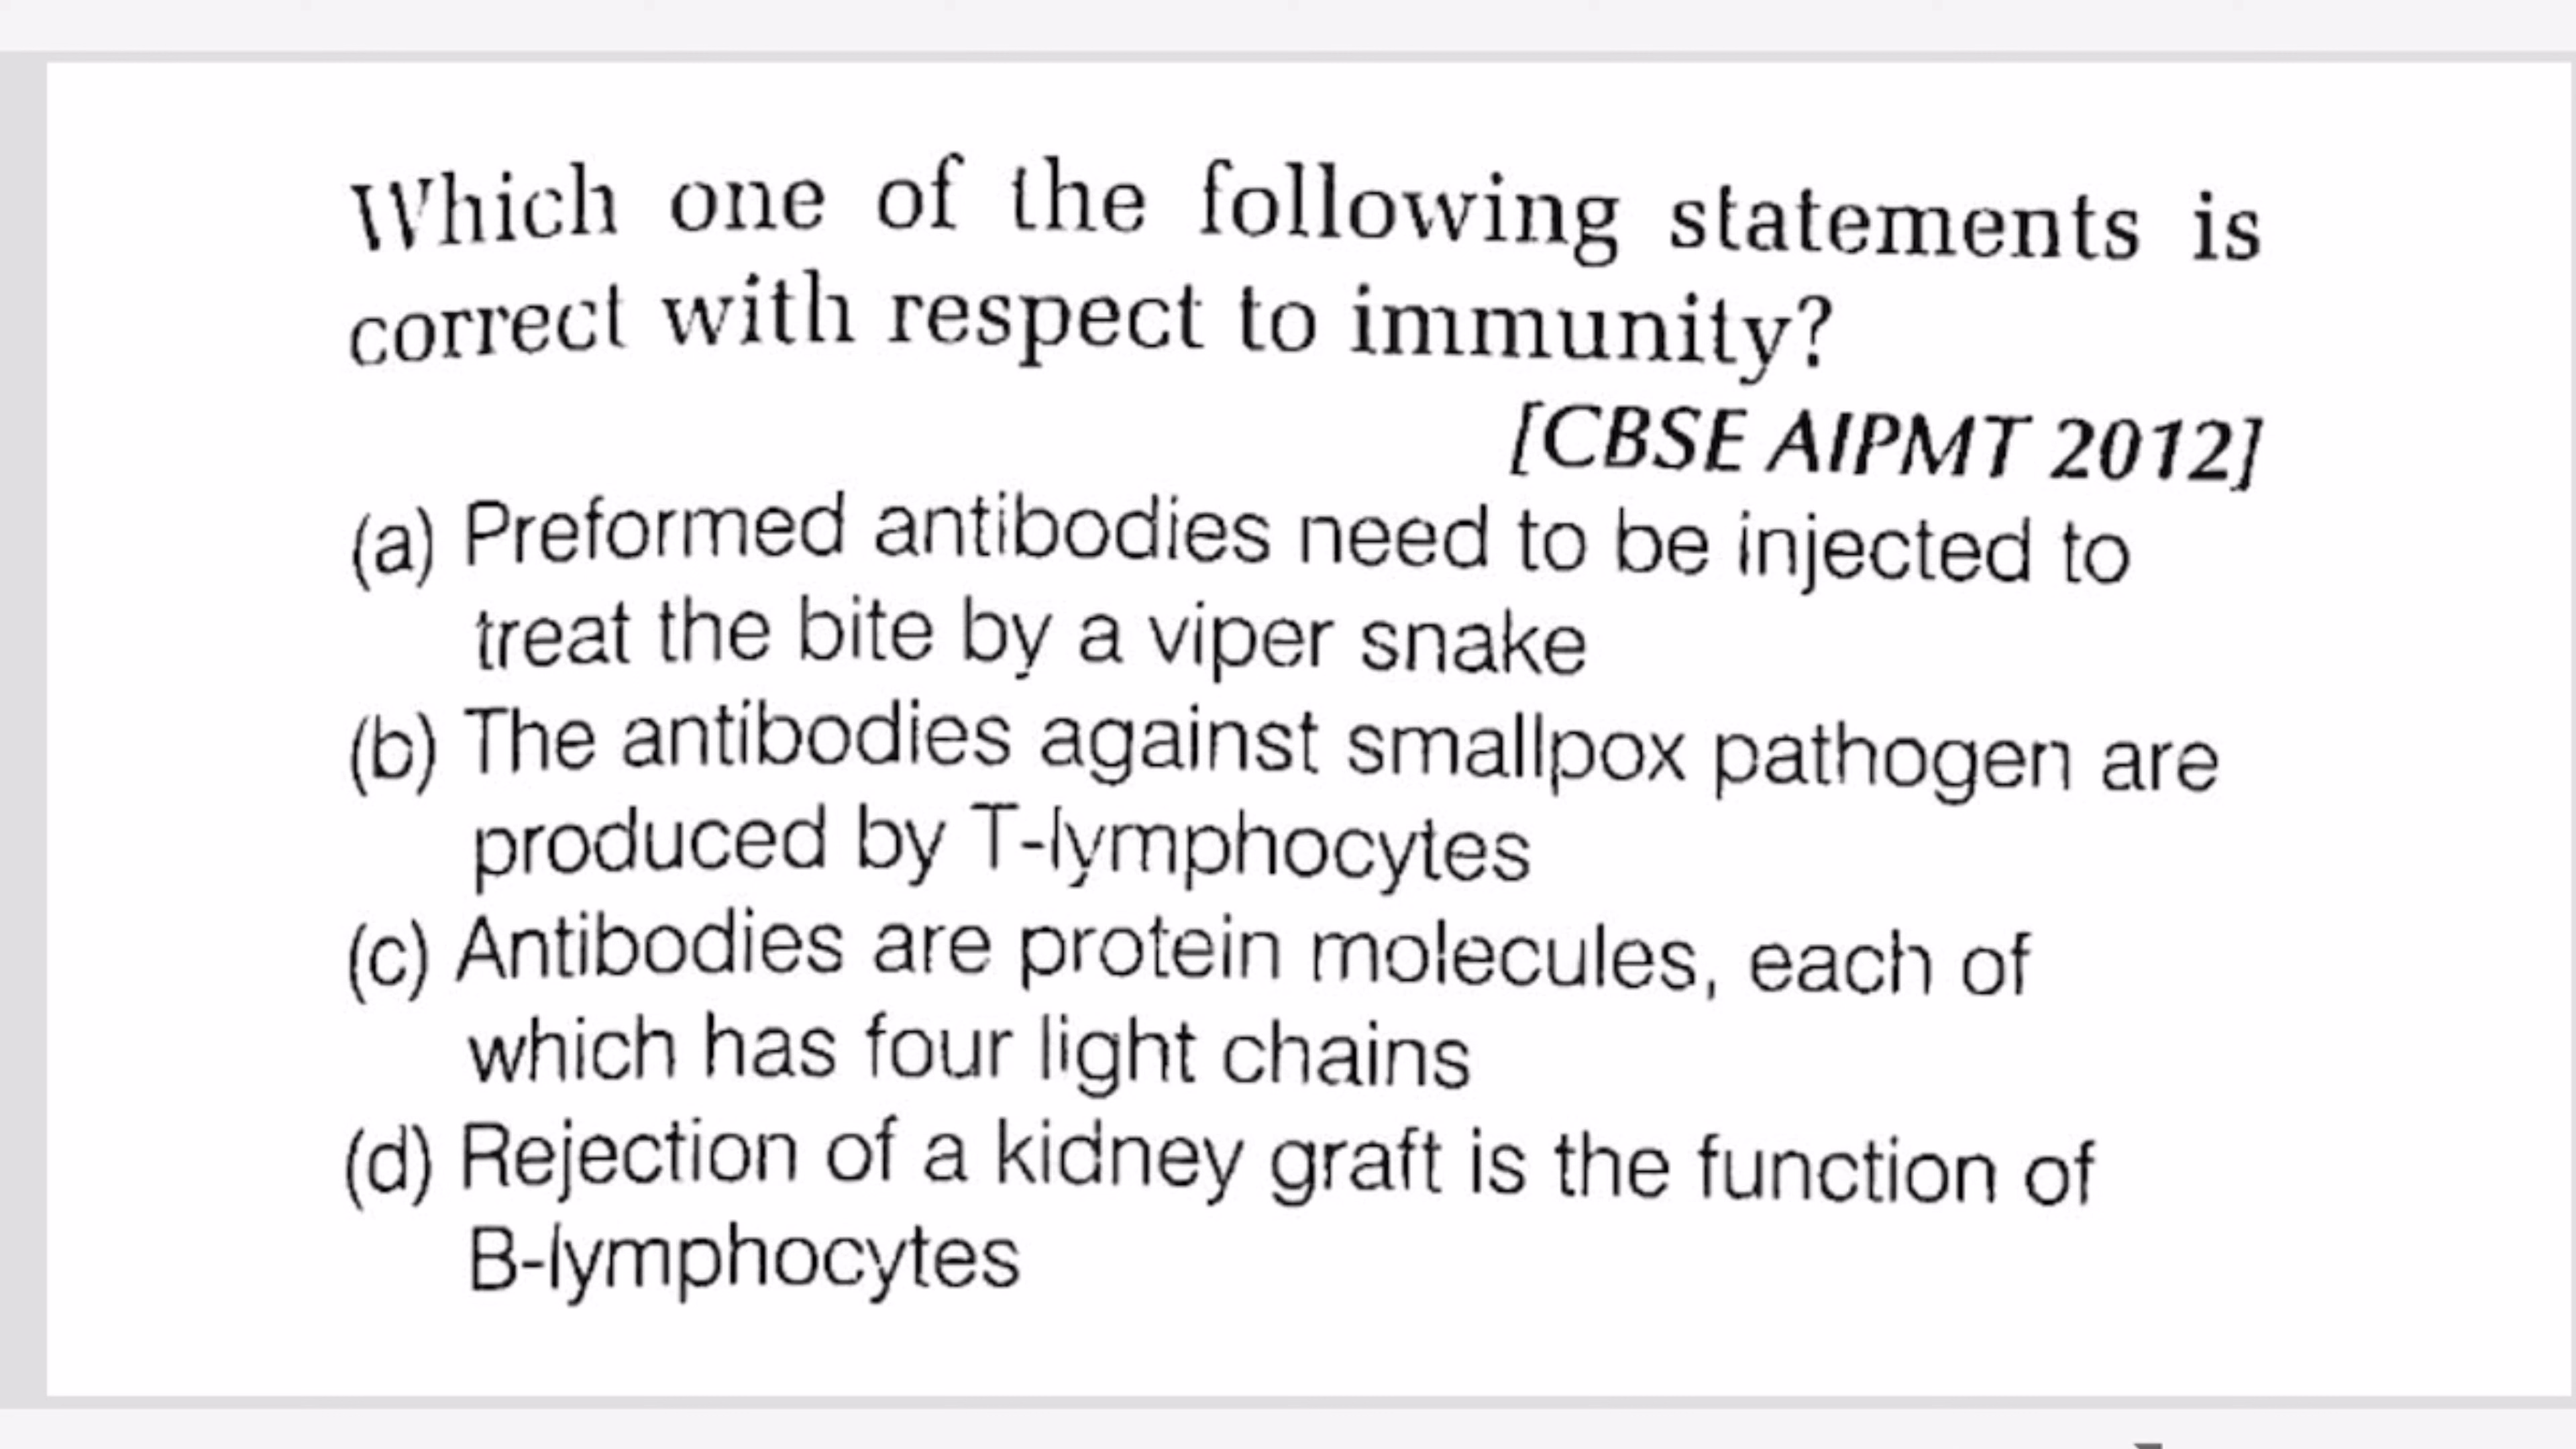 Which one of the following statements is
correct with respect to immunity?
[CBSE AIPMT 2012]
(a) Preformed antibodies need to be injected to
treat the bite by a viper snake
(b) The antibodies against smallpox pathogen are
produced by T-lymphocytes
(c) Antibodies are protein molecules, each of
which has four light chains
(d) Rejection of a kidney graft is the function of
B-lymphocytes